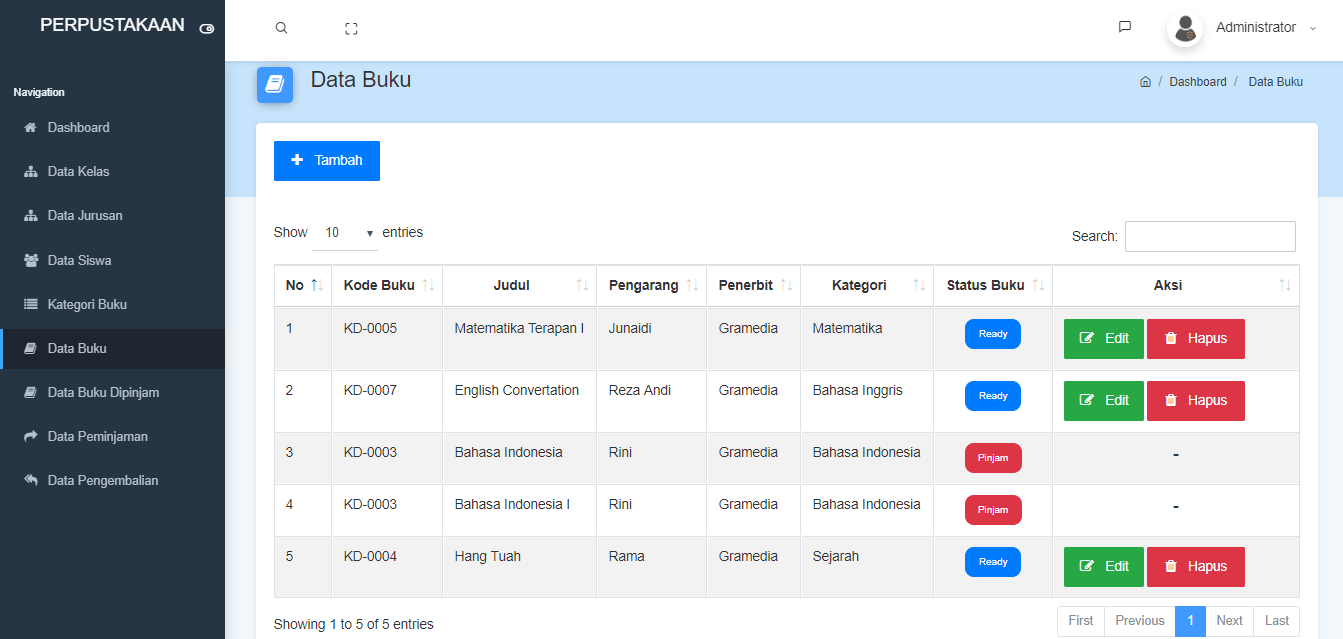 PERPUSTAKAAN
Administrator
Navigation
Dashboard
Data Kelas
Data Jurusan
Data Siswa
Kategori Buku
Data Buku
Data Buku Dipinjam
Data Peminjaman
Data Pengembalian
Data Buku
/ Dashboard / Data Buku
Tambah
Show 10 entries
Search:
No Kode Buku Judul Pengarang Penerbit Kategori Status Buku Aksi
1 KD-0005 Matematika Terapan I Junaidi Gramedia Matematika Ready Edit Hapus
2 KD-0007 English Convertation Reza Andi Gramedia Bahasa Inggris Ready Edit Hapus
3 KD-0003 Bahasa Indonesia Rini Gramedia Bahasa Indonesia Pinjam -
4 KD-0003 Bahasa Indonesia I Rini Gramedia Bahasa Indonesia Pinjam -
5 KD-0004 Hang Tuah Rama Gramedia Sejarah Ready Edit Hapus
Showing 1 to 5 of 5 entries
First Previous 1 Next Last